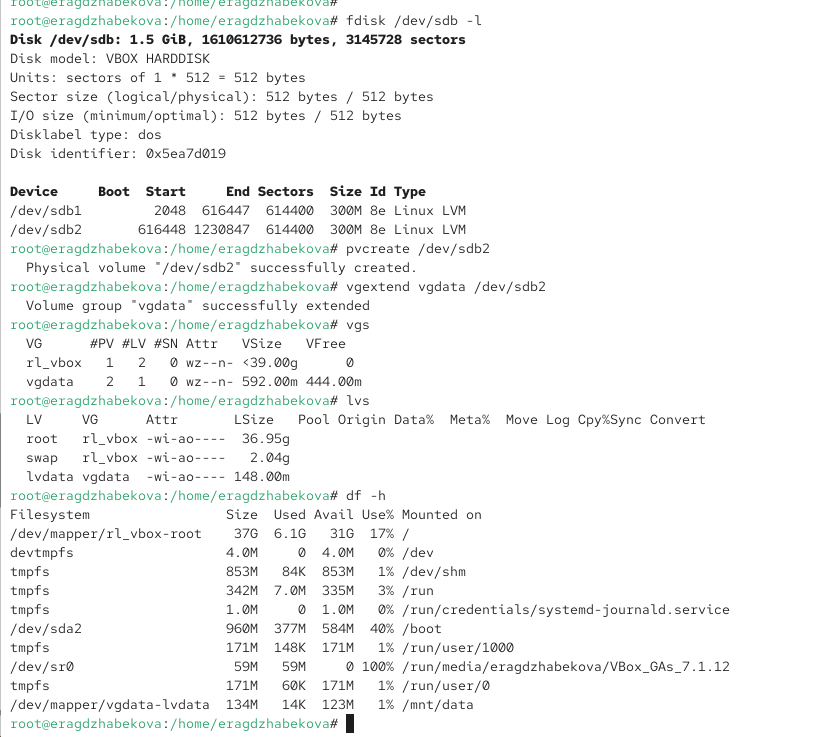 root@eragdzhabekova:/home/eragdzhabekova#
root@eragdzhabekova:/home/eragdzhabekova# fdisk /dev/sdb -l
Disk /dev/sdb: 1.5 GiB, 1610612736 bytes, 3145728 sectors
Disk model: VBOX HARDDISK
Units: sectors of 1 * 512 = 512 bytes
Sector size (logical/physical): 512 bytes / 512 bytes
I/O size (minimum/optimal): 512 bytes / 512 bytes
Disklabel type: dos
Disk identifier: 0x5ea7d019

Device     Boot  Start     End Sectors  Size Id Type
/dev/sdb1         2048  616447  614400  300M 8e Linux LVM
/dev/sdb2       616448 1230847  614400  300M 8e Linux LVM
root@eragdzhabekova:/home/eragdzhabekova# pvcreate /dev/sdb2
  Physical volume "/dev/sdb2" successfully created.
root@eragdzhabekova:/home/eragdzhabekova# vgextend vgdata /dev/sdb2
  Volume group "vgdata" successfully extended
root@eragdzhabekova:/home/eragdzhabekova# vgs
  VG      #PV #LV #SN Attr   VSize   VFree
  rl_vbox   1   2   0 wz--n- <39.00g      0
  vgdata    2   1   0 wz--n- 592.00m 444.00m
root@eragdzhabekova:/home/eragdzhabekova# lvs
  LV     VG      Attr       LSize   Pool Origin Data%  Meta%  Move Log Cpy%Sync Convert
  root   rl_vbox -wi-ao----  36.95g
  swap   rl_vbox -wi-ao----   2.04g
  lvdata vgdata  -wi-ao---- 148.00m
root@eragdzhabekova:/home/eragdzhabekova# df -h
Filesystem                 Size  Used Avail Use% Mounted on
/dev/mapper/rl_vbox-root    37G  6.1G   31G  17% /
devtmpfs                   4.0M     0  4.0M   0% /dev
tmpfs                      853M   84K  853M   1% /dev/shm
tmpfs                      342M  7.0M  335M   3% /run
tmpfs                      1.0M     0  1.0M   0% /run/credentials/systemd-journald.service
/dev/sda2                  960M  377M  584M  40% /boot
tmpfs                      171M  148K  171M   1% /run/user/1000
/dev/sr0                    59M   59M     0 100% /run/media/eragdzhabekova/VBox_GAs_7.1.12
tmpfs                      171M   60K  171M   1% /run/user/0
/dev/mapper/vgdata-lvdata  134M   14K  123M   1% /mnt/data
root@eragdzhabekova:/home/eragdzhabekova#